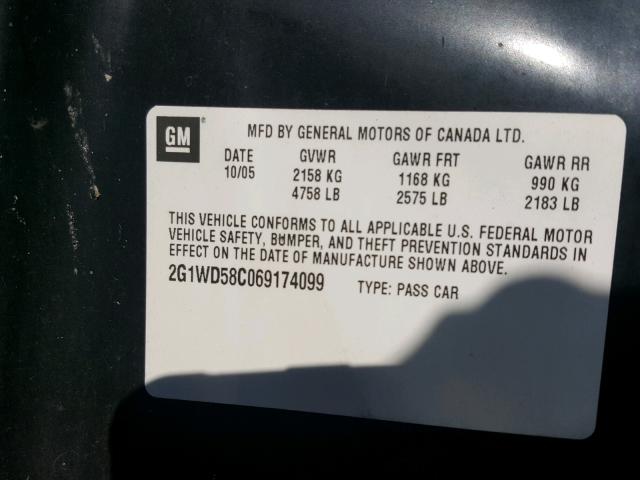 GM
MFD BY GENERAL MOTORS OF CANADA LTD.
DATE GVWR GAWR FRT GAWR RR
10/05 2158 KG 1168 KG 990 KG
4758 LB 2575 LB 2183 LB
THIS VEHICLE CONFORMS TO ALL APPLICABLE U.S. FEDERAL MOTOR
VEHICLE SAFETY, BUMPER, AND THEFT PREVENTION STANDARDS IN
EFFECT ON THE DATE OF MANUFACTURE SHOWN ABOVE.
2G1WD58C069174099 TYPE: PASS CAR